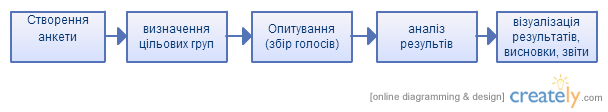 Створення
анкети
визначення
цільових груп
Опитування
(збір голосів)
аналіз
результів
візуалізація
результатів,
висновки, звіти
[online diagramming & design] creately.com